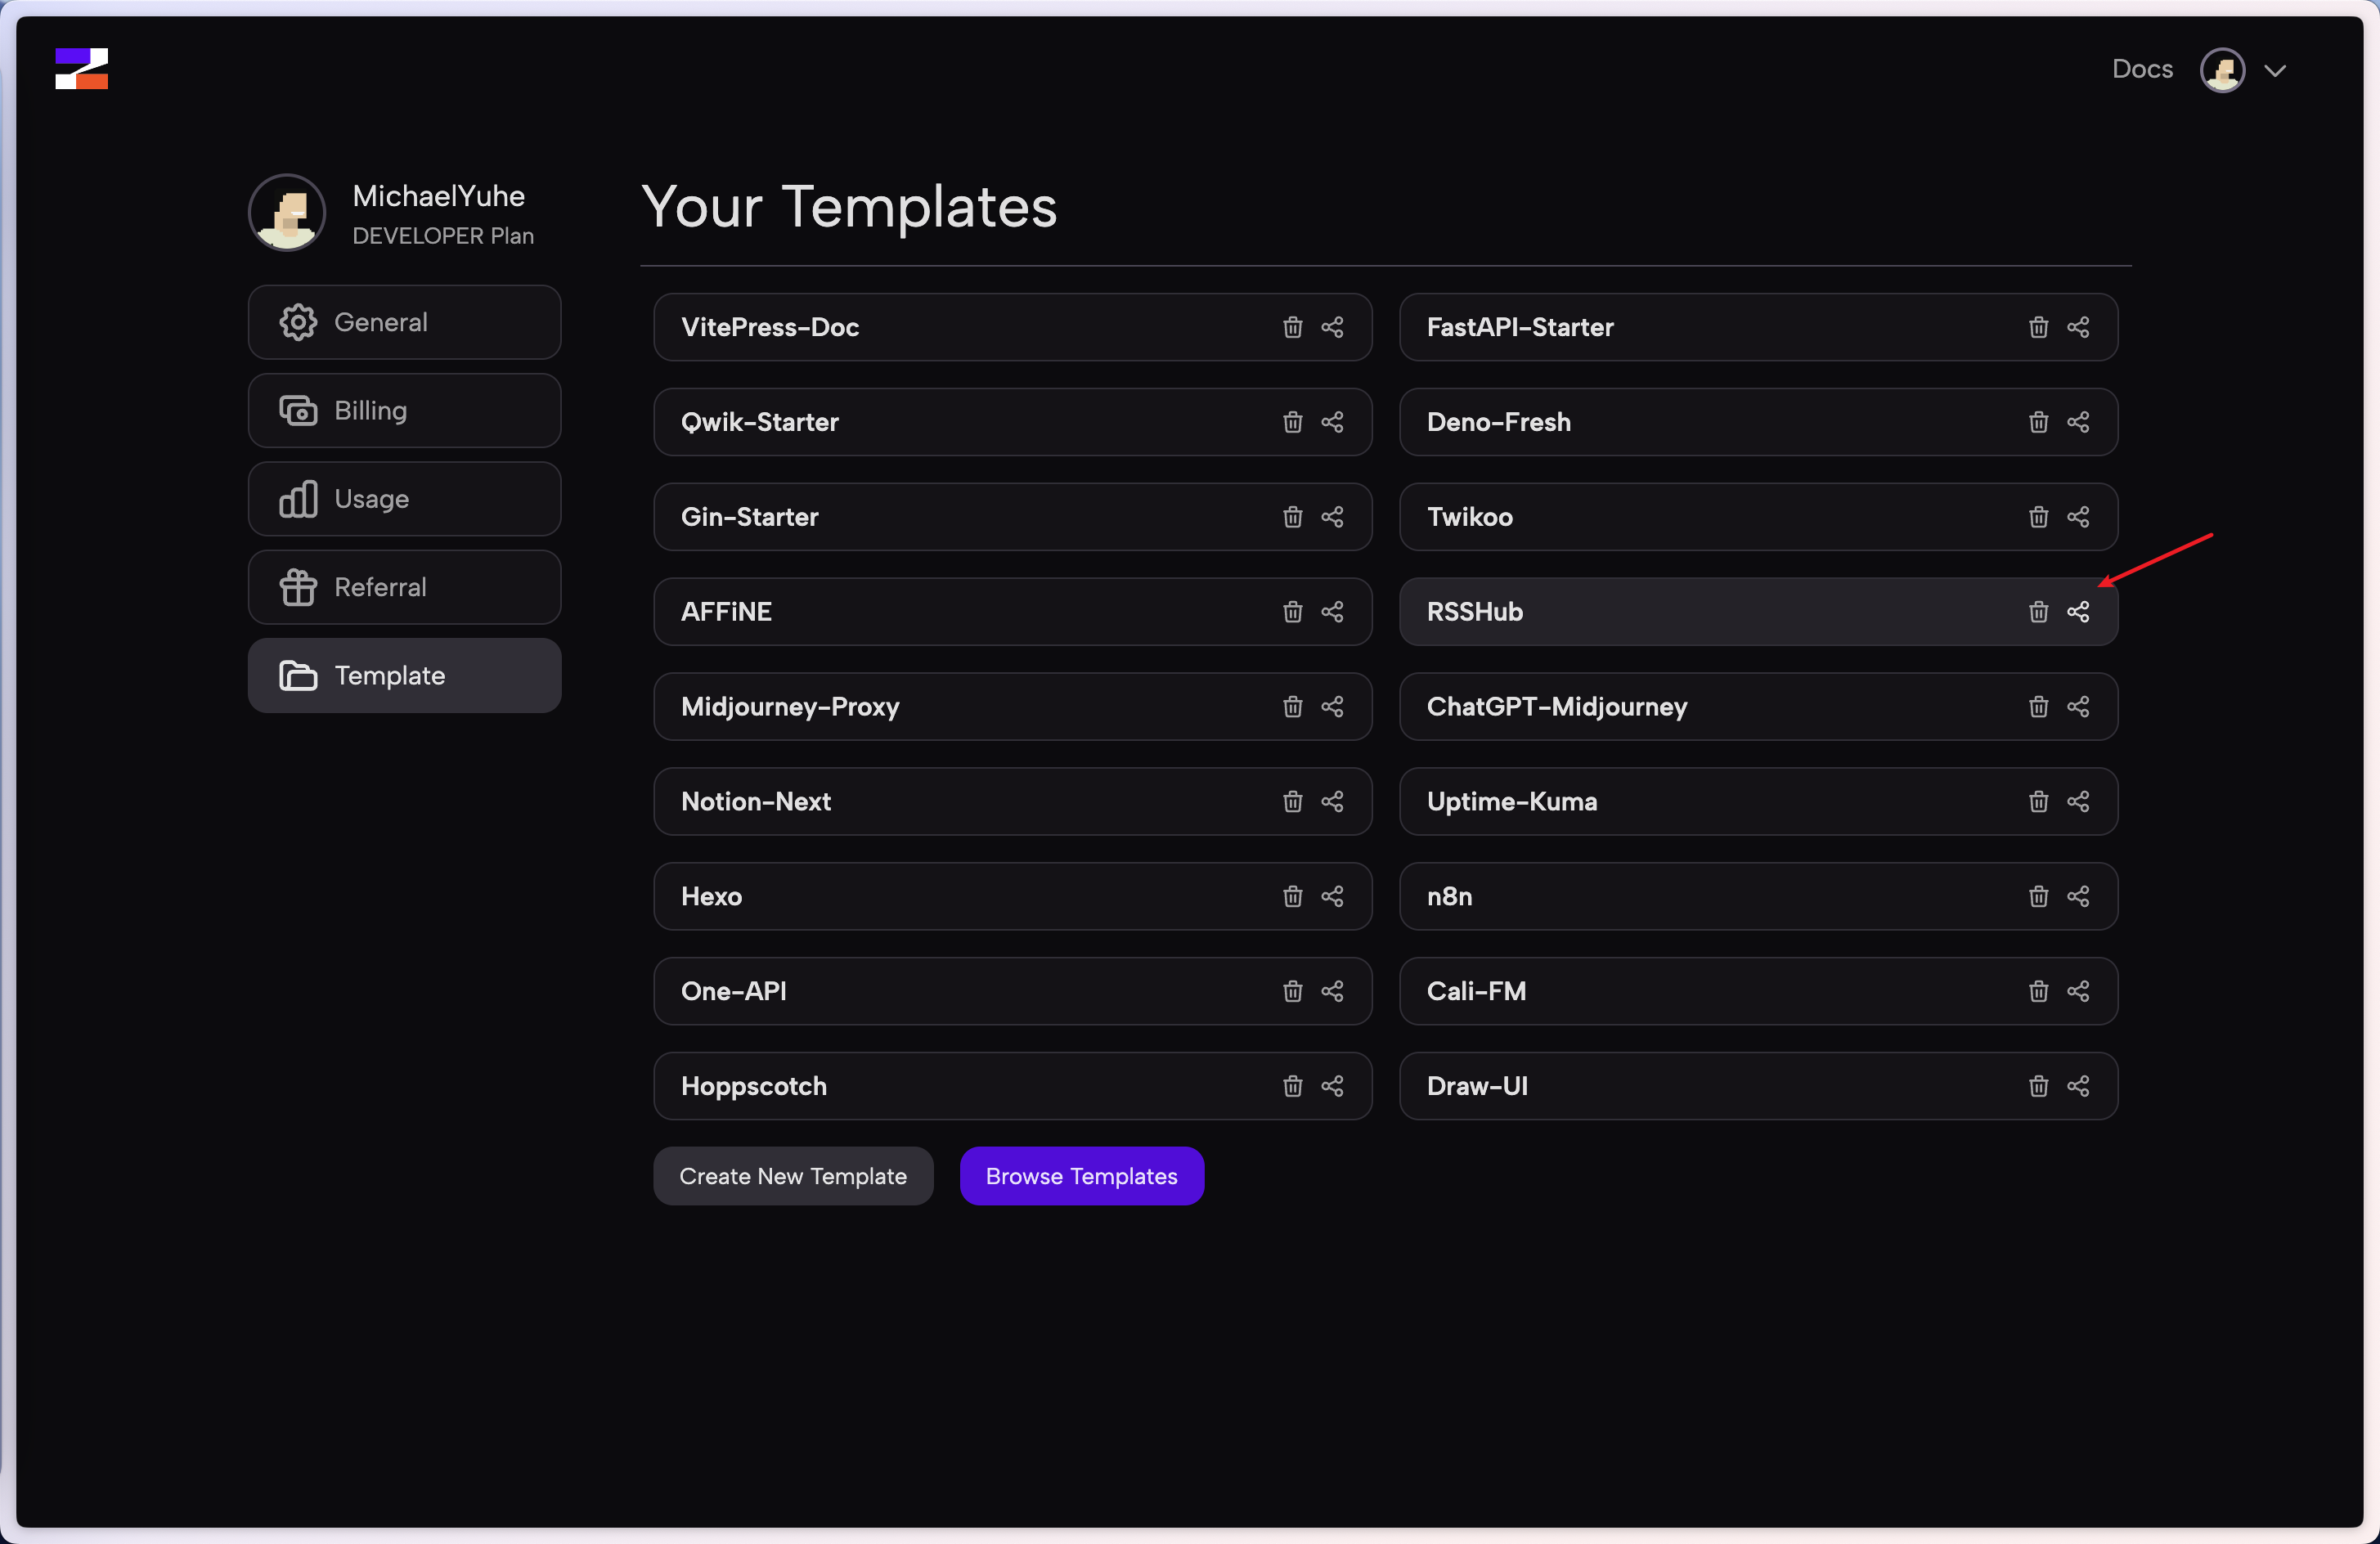 Docs
MichaelYuhe
DEVELOPER Plan
General
Billing
Usage
Referral
Template
Your Templates
VitePress-Doc
FastAPI-Starter
Qwik-Starter
Deno-Fresh
Gin-Starter
Twikoo
AFFiNE
RSSHub
Midjourney-Proxy
ChatGPT-Midjourney
Notion-Next
Uptime-Kuma
Hexo
n8n
One-API
Cali-FM
Hoppscotch
Draw-UI
Create New Template
Browse Templates